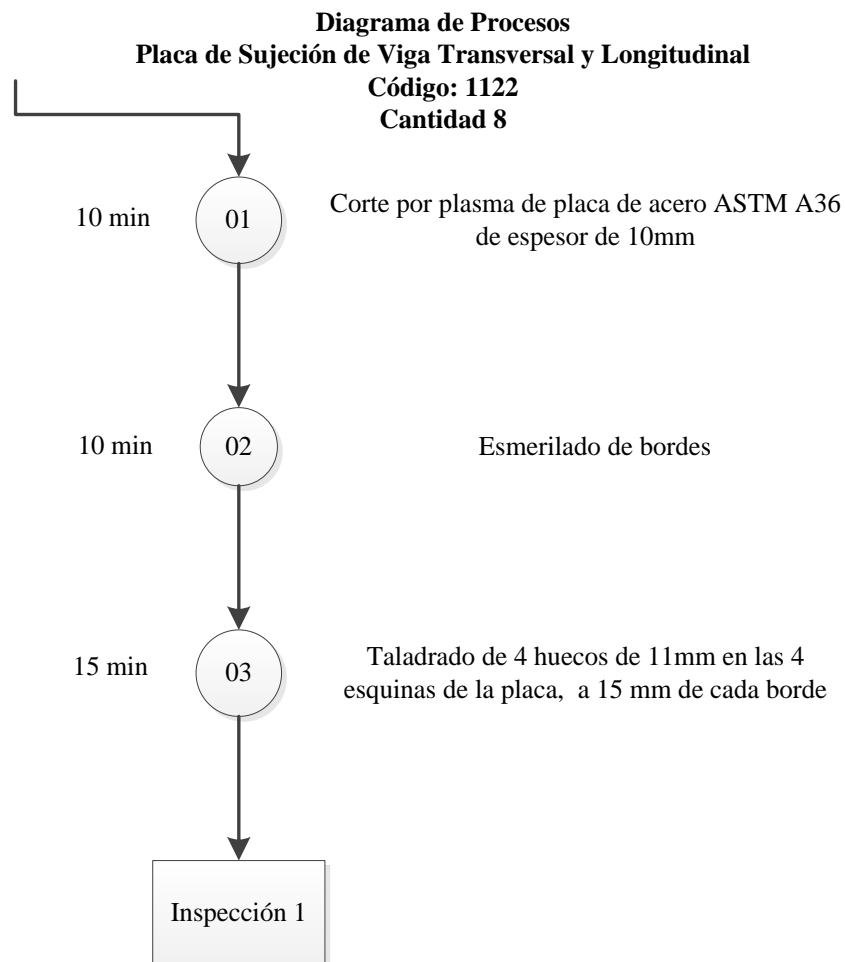 Diagrama de Procesos
Placa de Sujeción de Viga Transversal y Longitudinal
Código: 1122
Cantidad 8
10 min
01
Corte por plasma de placa de acero ASTM A36
de espesor de 10mm
10 min
02
Esmerilado de bordes
15 min
03
Taladrado de 4 huecos de 11mm en las 4
esquinas de la placa,  a 15 mm de cada borde
Inspección 1